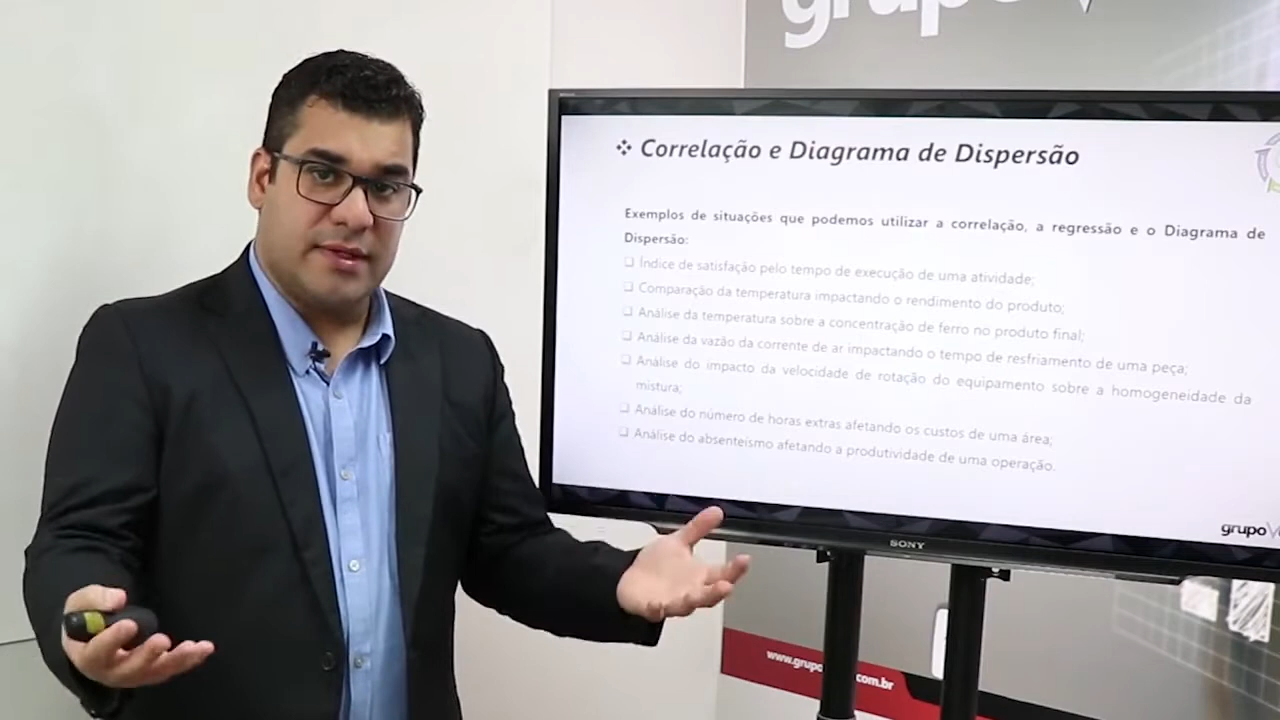 grupo
Correlação e Diagrama de Dispersão
Exemplos de situações que podemos utilizar a correlação, a regressão e o Diagrama de
Dispersão:
Índice de satisfação pelo tempo de execução de uma atividade;
Comparação da temperatura impactando o rendimento do produto;
Análise da temperatura sobre a concentração de ferro no produto final;
Análise da vazão da corrente de ar impactando o tempo de resfriamento de uma peça;
Análise do impacto da velocidade de rotação do equipamento sobre a homogeneidade da
mistura;
Análise do número de horas extras afetando os custos de uma área;
Análise do absenteísmo afetando a produtividade de uma operação.
grupo
SONY
www.grupo .com.br